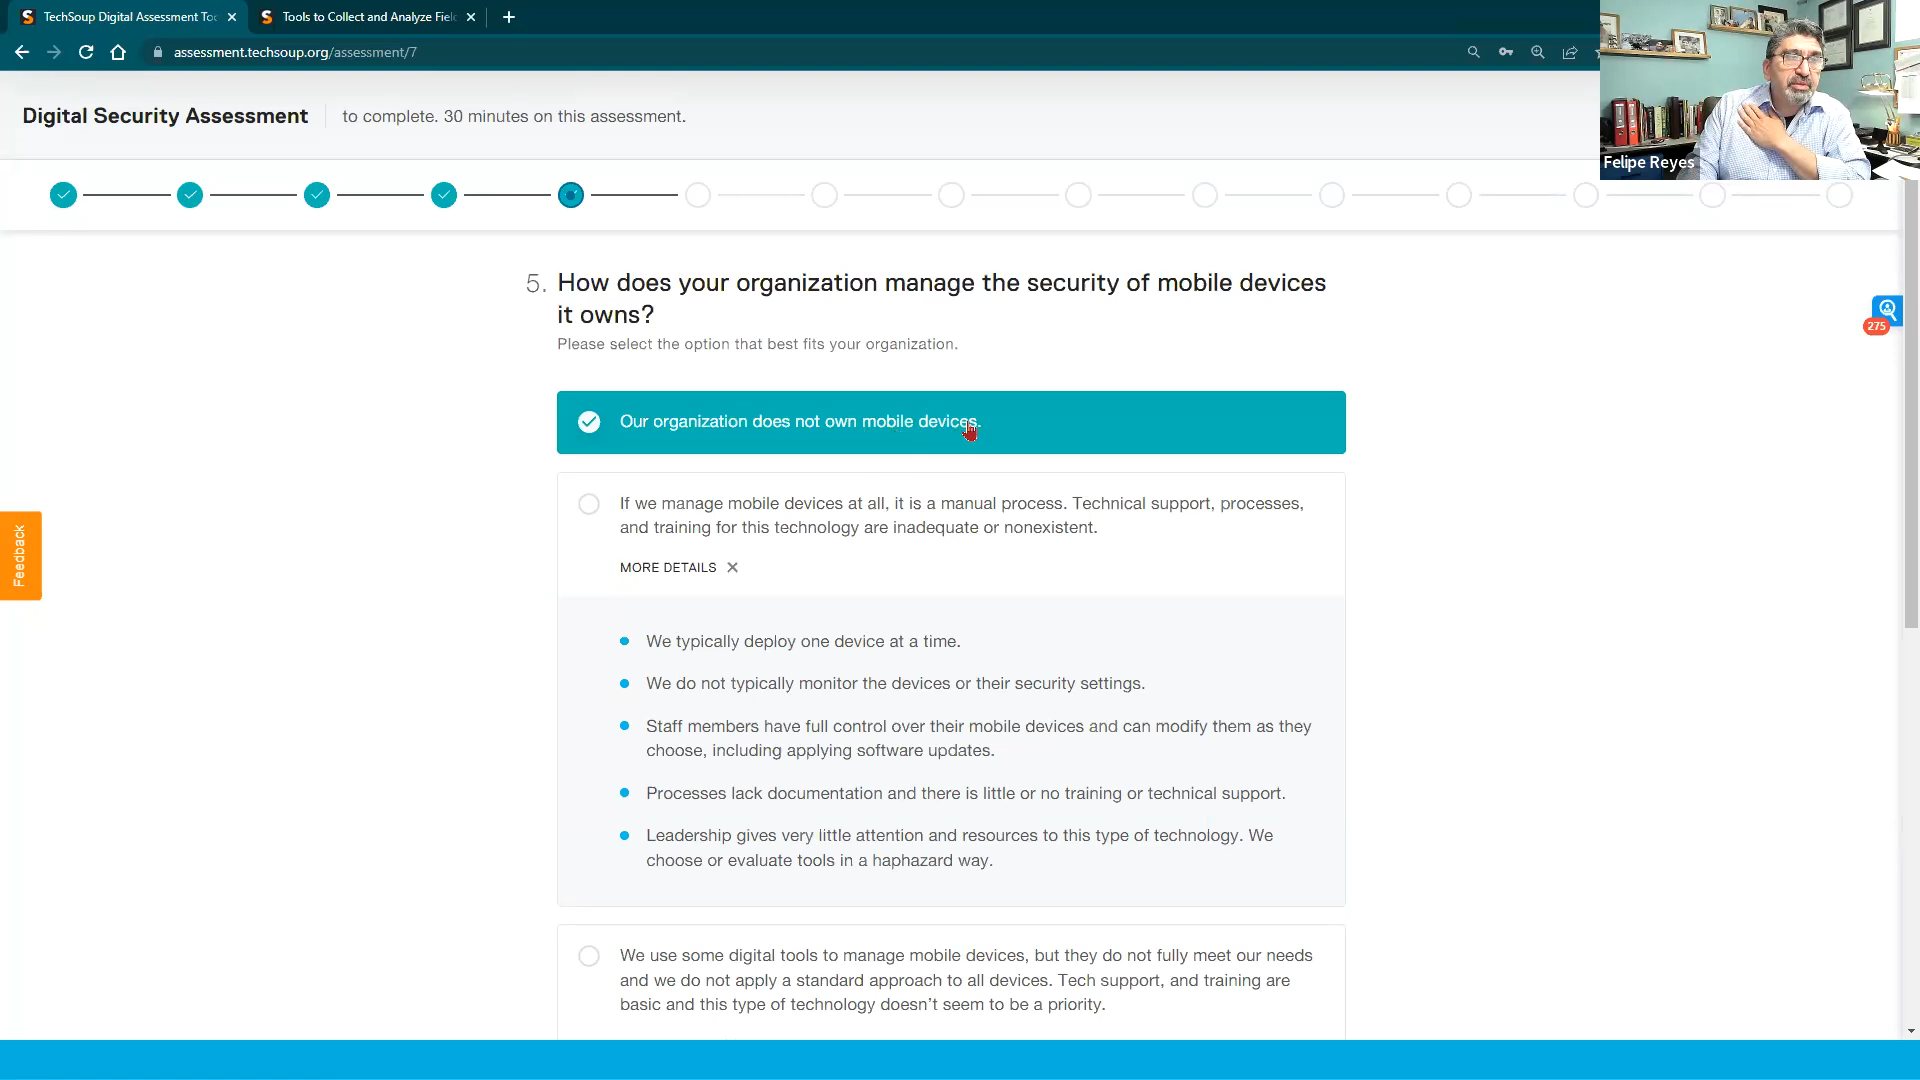 TechSoup Digital Assessment Too
Tools to Collect and Analyze Field
assessment.techsoup.org/assessment/7
Felipe Reyes
Digital Security Assessment
to complete. 30 minutes on this assessment.
5. How does your organization manage the security of mobile devices
it owns?
Please select the option that best fits your organization.
275
Our organization does not own mobile devices.
If we manage mobile devices at all, it is a manual process. Technical support, processes,
and training for this technology are inadequate or nonexistent.
Feedback
MORE DETAILS
We typically deploy one device at a time.
We do not typically monitor the devices or their security settings.
Staff members have full control over their mobile devices and can modify them as they
choose, including applying software updates.
Processes lack documentation and there is little or no training or technical support.
Leadership gives very little attention and resources to this type of technology. We
choose or evaluate tools in a haphazard way.
We use some digital tools to manage mobile devices, but they do not fully meet our needs
and we do not apply a standard approach to all devices. Tech support, and training are
basic and this type of technology doesn’t seem to be a priority.